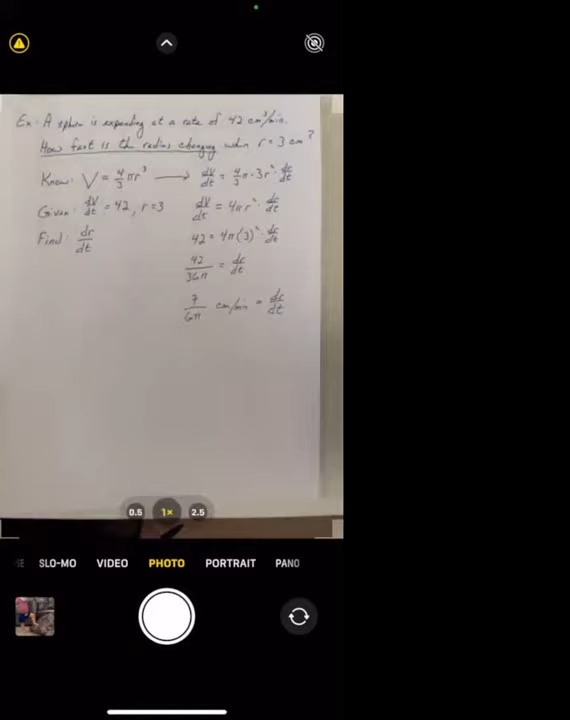 Ex: A sphere is expanding at a rate of 42 cm³/min.
How fast is the radius changing when r = 3 cm?
Know: V = 4/3 πr³ → dV/dt = 4/3 π · 3r² · dr/dt
Given: dV/dt = 42, r = 3
dV/dt = 4πr² · dr/dt
Find: dr/dt
42 = 4π(3)² · dr/dt
42/36π = dr/dt
7/6π cm/min = dr/dt
0.5 1× 2.5
SLO-MO VIDEO PHOTO PORTRAIT PANO